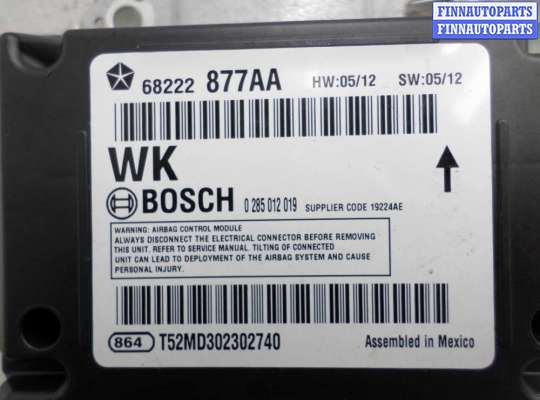 FINNAUTOPARTS
FINNAUTOPARTS
68222 877AA HW:05/12 SW:05/12
WK
BOSCH 0 285 012 019 SUPPLIER CODE 19224AE
WARNING: AIRBAG CONTROL MODULE
ALWAYS DISCONNECT THE ELECTRICAL CONNECTOR BEFORE REMOVING
THIS UNIT. REFER TO SERVICE MANUAL. TILTING OF CONNECTED
UNIT CAN LEAD TO DEPLOYMENT OF THE AIRBAG SYSTEM AND CAUSE
PERSONAL INJURY.
864 T52MD302302740 Assembled in Mexico